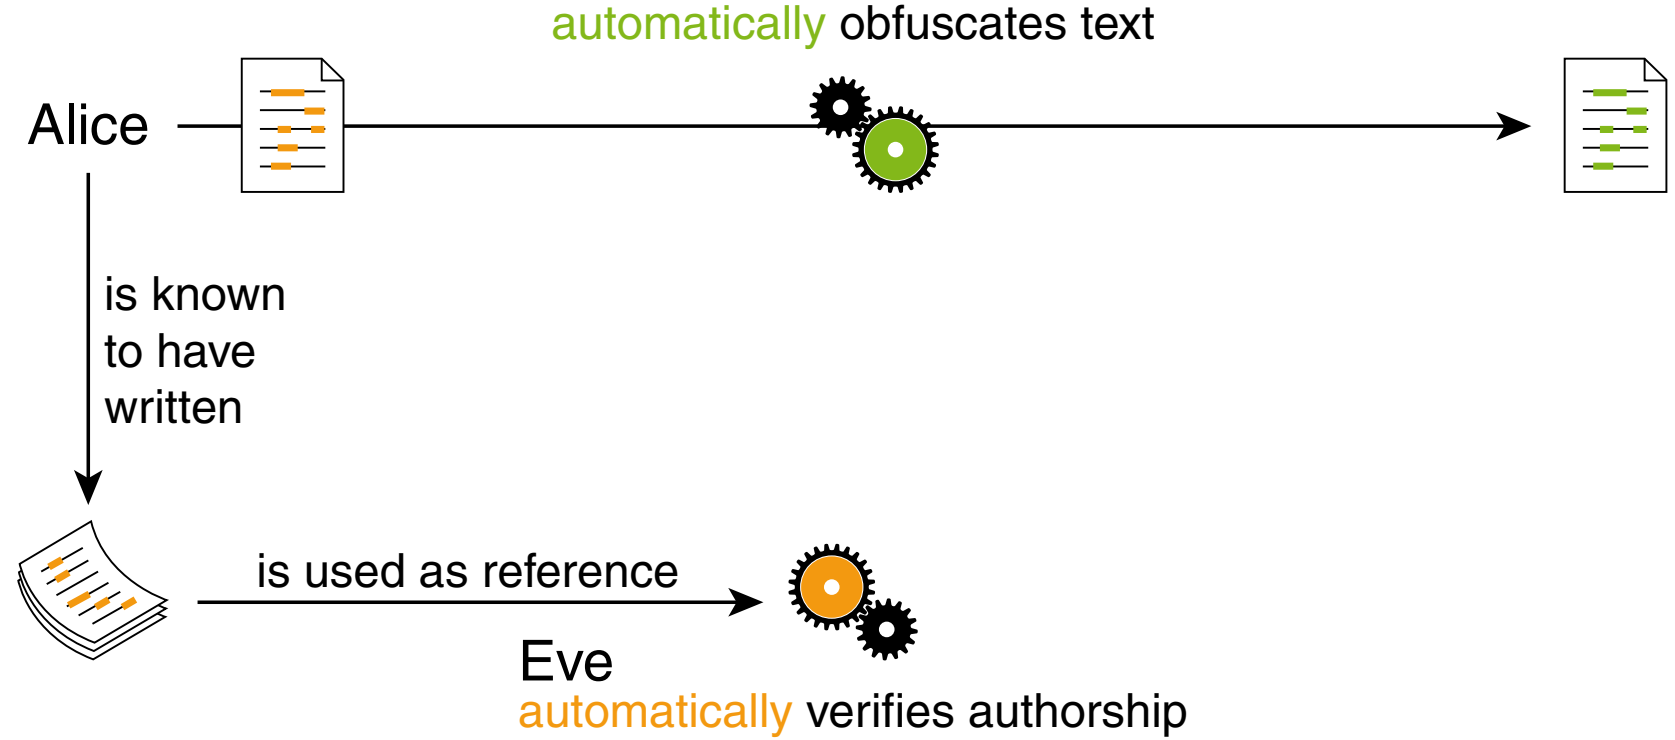 automatically obfuscates text
Alice
is known
to have
written
is used as reference
Eve
automatically verifies authorship